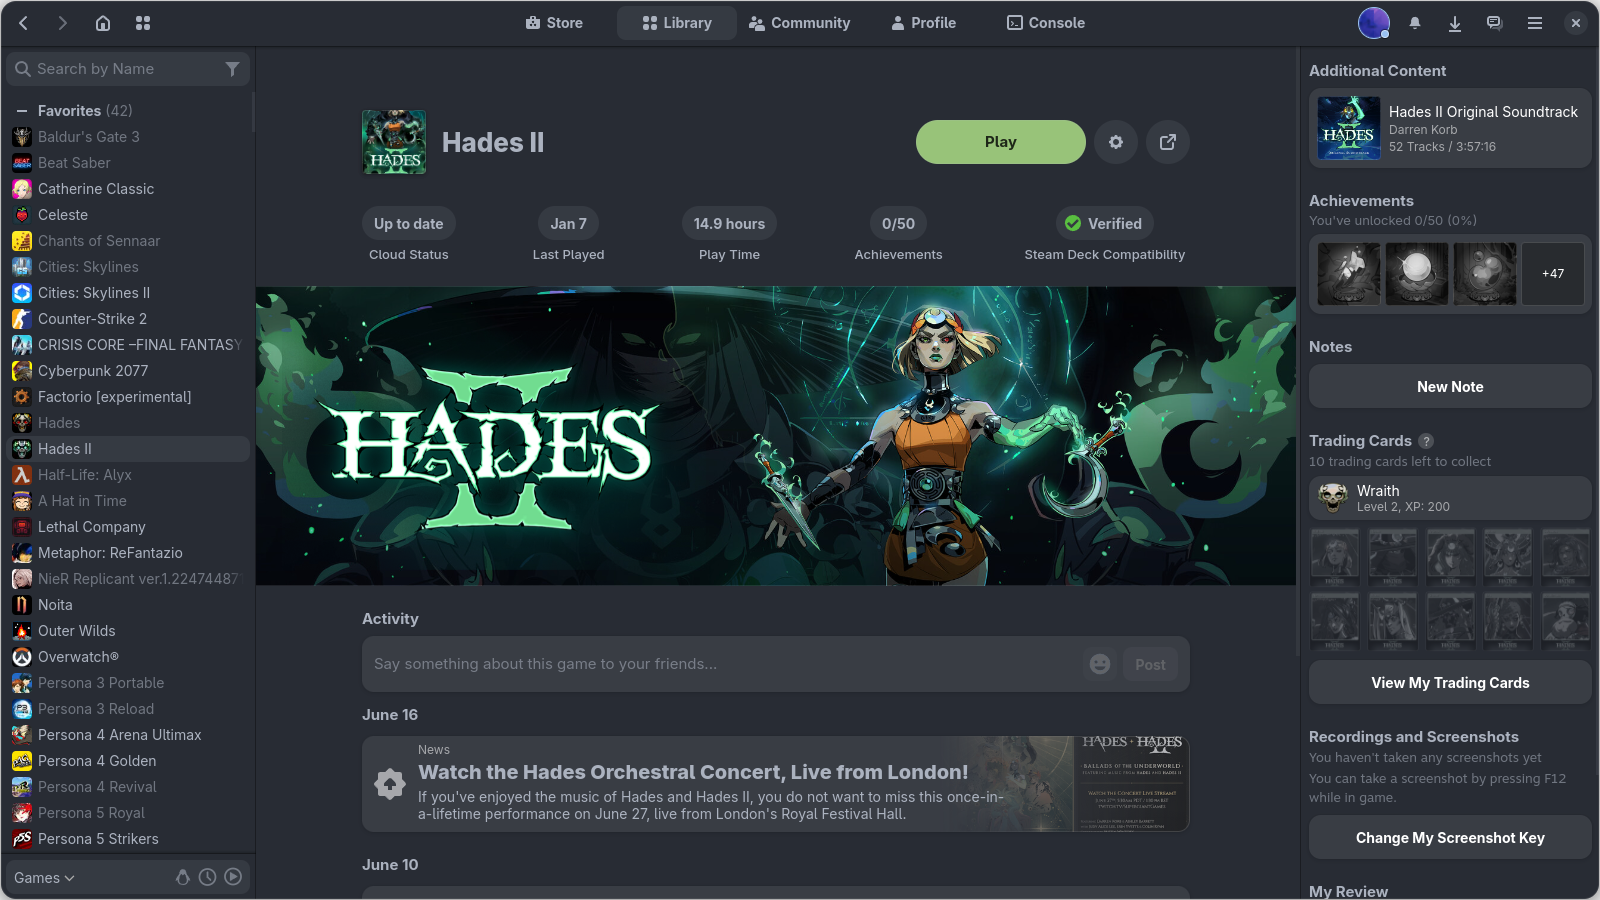 Store
Library
Community
Profile
Console
Search by Name
Favorites (42)
Baldur's Gate 3
Beat Saber
Catherine Classic
Celeste
Chants of Sennaar
Cities: Skylines
Cities: Skylines II
Counter-Strike 2
CRISIS CORE –FINAL FANTASY
Cyberpunk 2077
Factorio [experimental]
Hades
Hades II
Half-Life: Alyx
A Hat in Time
Lethal Company
Metaphor: ReFantazio
NieR Replicant ver.1.22474487
Noita
Outer Wilds
Overwatch®
Persona 3 Portable
Persona 3 Reload
Persona 4 Arena Ultimax
Persona 4 Golden
Persona 4 Revival
Persona 5 Royal
Persona 5 Strikers
Games
HADES
Hades II
Play
Up to date
Cloud Status
Jan 7
Last Played
14.9 hours
Play Time
0/50
Achievements
Verified
Steam Deck Compatibility
HADES
II
Activity
Say something about this game to your friends...
Post
June 16
News
Watch the Hades Orchestral Concert, Live from London!
If you've enjoyed the music of Hades and Hades II, you do not want to miss this once-in-
a-lifetime performance on June 27, live from London's Royal Festival Hall.
HADES · HADES
BALLADS OF THE UNDERWORLD
June 10
Additional Content
HADES
Hades II Original Soundtrack
Darren Korb
52 Tracks / 3:57:16
Achievements
You've unlocked 0/50 (0%)
+47
Notes
New Note
Trading Cards ?
10 trading cards left to collect
Wraith
Level 2, XP: 200
View My Trading Cards
Recordings and Screenshots
You haven't taken any screenshots yet
You can take a screenshot by pressing F12
while in game.
Change My Screenshot Key
My Review